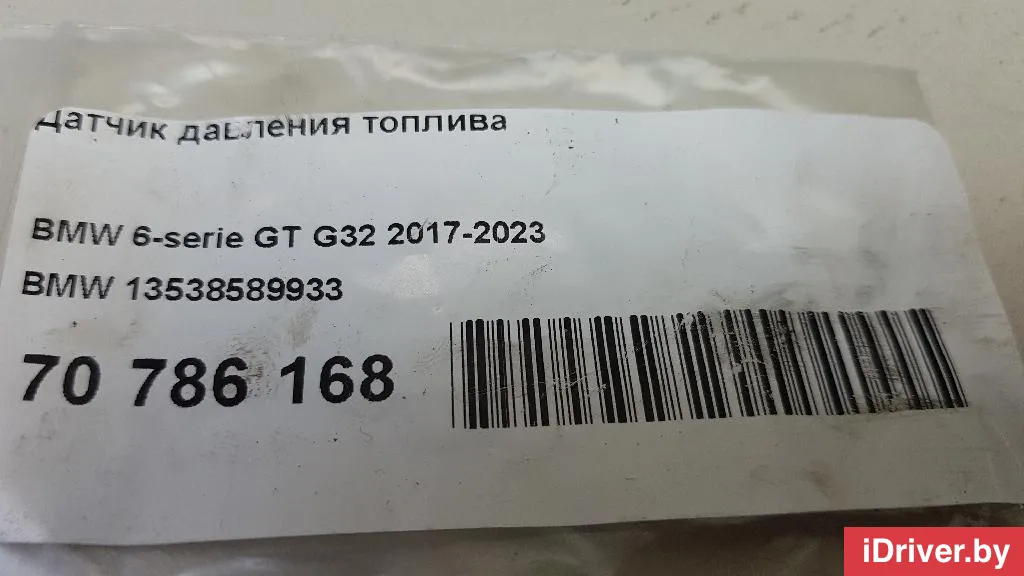 Датчик давления топлива
BMW 6-serie GT G32 2017-2023
BMW 13538589933
70 786 168
iDriver.by